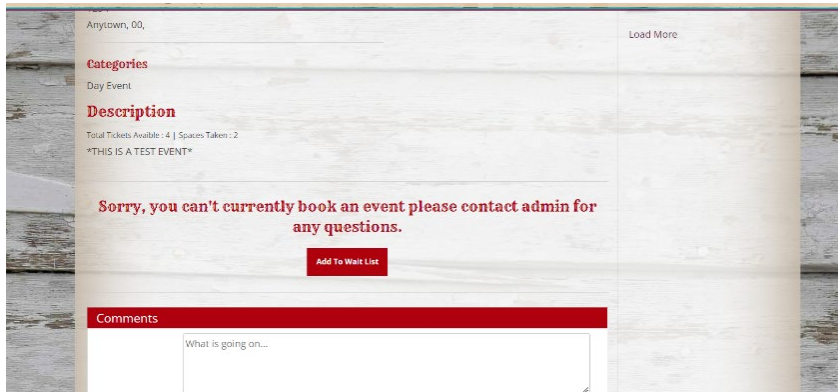 Anytown, 00,
Load More
Categories
Day Event
Description
Total Tickets Avaible : 4 | Spaces Taken : 2
*THIS IS A TEST EVENT*
Sorry, you can't currently book an event please contact admin for
any questions.
Add To Wait List
Comments
What is going on...